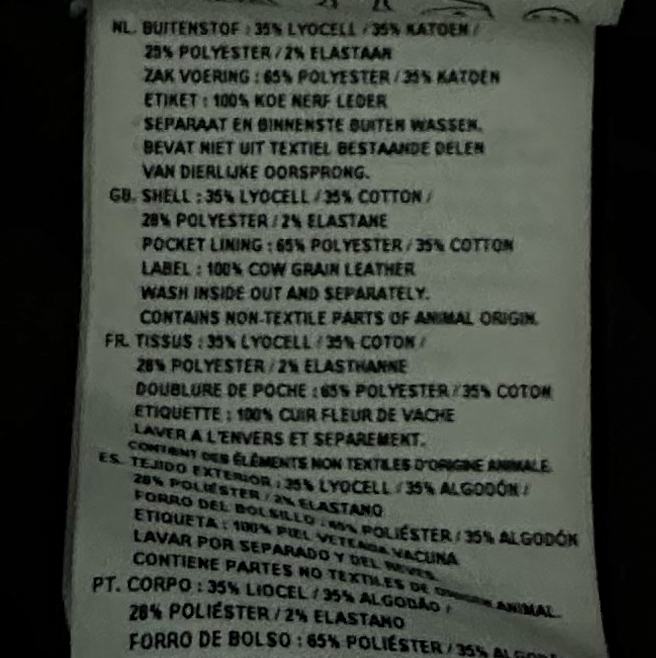 NL. BUITENSTOF : 35% LYOCELL / 35% KATOEN /
28% POLYESTER / 2% ELASTAAN
ZAK VOERING : 65% POLYESTER / 35% KATOEN
ETIKET : 100% KOE NERF LEDER
SEPARAAT EN BINNENSTE BUITEN WASSEN.
BEVAT NIET UIT TEXTIEL BESTAANDE DELEN
VAN DIERLIJKE OORSPRONG.
GB. SHELL : 35% LYOCELL / 35% COTTON /
28% POLYESTER / 2% ELASTANE
POCKET LINING : 65% POLYESTER / 35% COTTON
LABEL : 100% COW GRAIN LEATHER
WASH INSIDE OUT AND SEPARATELY.
CONTAINS NON-TEXTILE PARTS OF ANIMAL ORIGIN.
FR. TISSUS : 35% LYOCELL / 35% COTON /
28% POLYESTER / 2% ELASTHANNE
DOUBLURE DE POCHE : 65% POLYESTER / 35% COTON
ETIQUETTE : 100% CUIR FLEUR DE VACHE
LAVER A L'ENVERS ET SEPAREMENT.
CONTIENT DES ÉLÉMENTS NON TEXTILES D'ORIGINE ANIMALE.
ES. TEJIDO EXTERIOR : 35% LYOCELL / 35% ALGODÓN /
28% POLIÉSTER / 2% ELASTANO
FORRO DEL BOLSILLO : 65% POLIÉSTER / 35% ALGODÓN
ETIQUETA : 100% PIEL VETEADA VACUNA
LAVAR POR SEPARADO Y DEL REVES.
CONTIENE PARTES NO TEXTILES DE ORIGEN ANIMAL.
PT. CORPO : 35% LIOCEL / 35% ALGODÃO /
28% POLIÉSTER / 2% ELASTANO
FORRO DE BOLSO : 65% POLIÉSTER / 35%